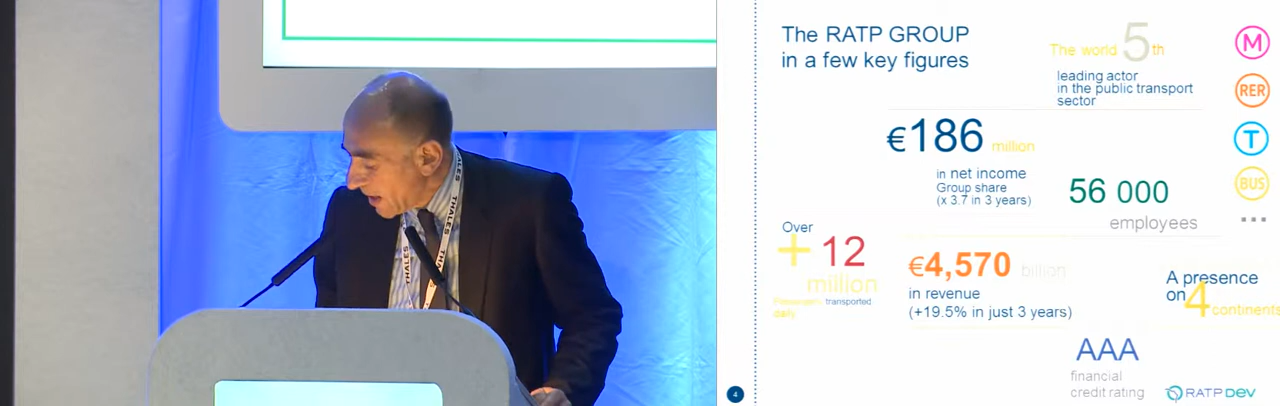 THALES
THALES
THALES
The RATP GROUP
in a few key figures
The world 5th
leading actor
in the public transport
sector
M
RER
T
BUS
...
€186 million
in net income
Group share
(x 3.7 in 3 years)
56 000
employees
Over
+ 12
million
transported
daily
€4,570 billion
in revenue
(+19.5% in just 3 years)
A presence
on 4 continents
AAA
financial
credit rating
4
RATP DEV